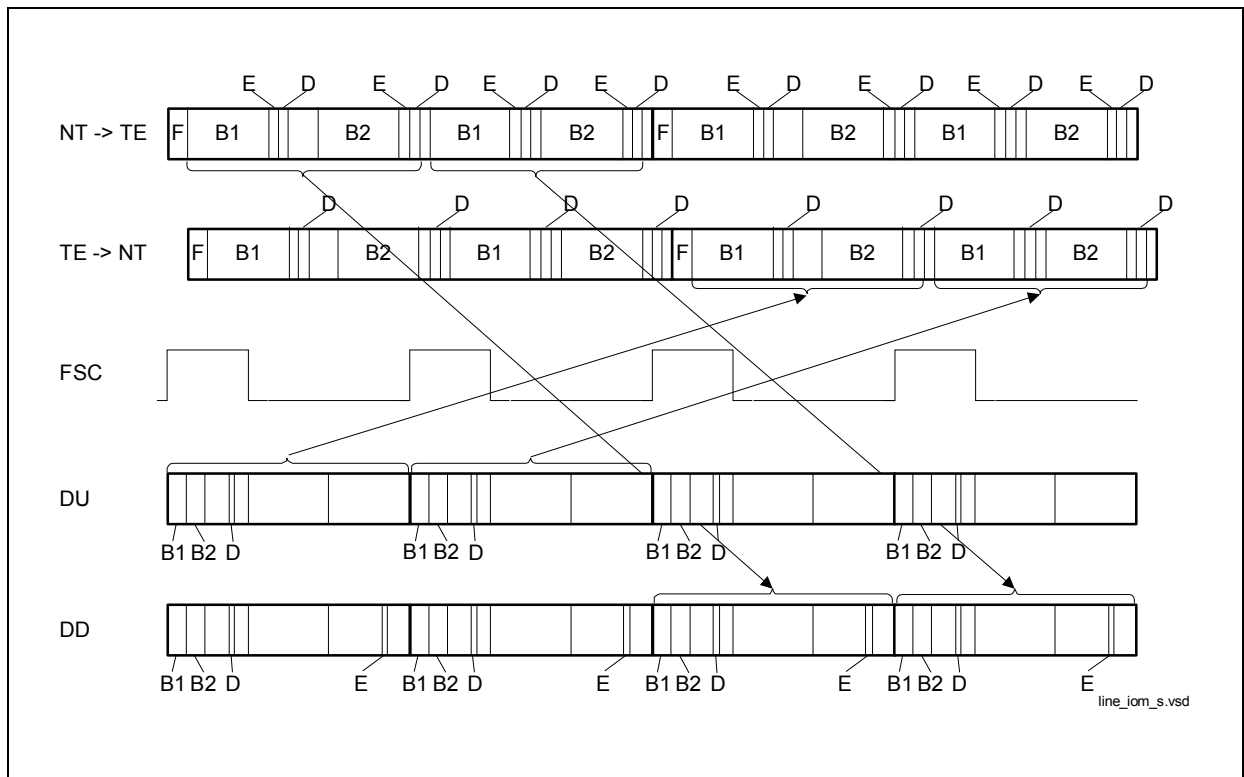 E D E D E D E D E D E D E D E D
NT -> TE F B1 B2 B1 B2 F B1 B2 B1 B2
D D D D D D D D
TE -> NT F B1 B2 B1 B2 F B1 B2 B1 B2
FSC
DU
B1 B2 D B1 B2 D B1 B2 D B1 B2 D
DD
B1 B2 D E B1 B2 D E B1 B2 D E B1 B2 D E
line_iom_s.vsd